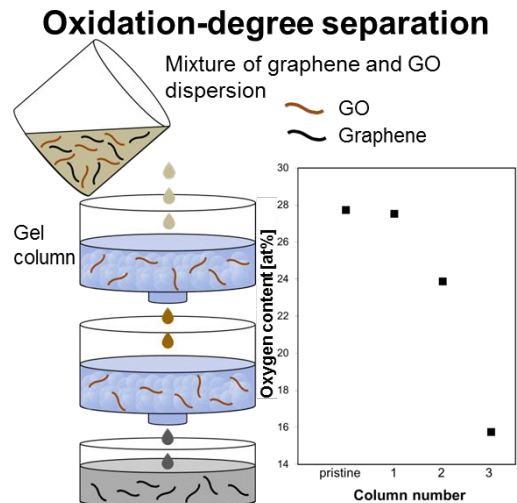 Oxidation-degree separation
Mixture of graphene and GO
dispersion
GO
Graphene
Gel
column
Oxygen content [at%]
30
28
26
24
22
20
18
16
14
pristine 1 2 3
Column number